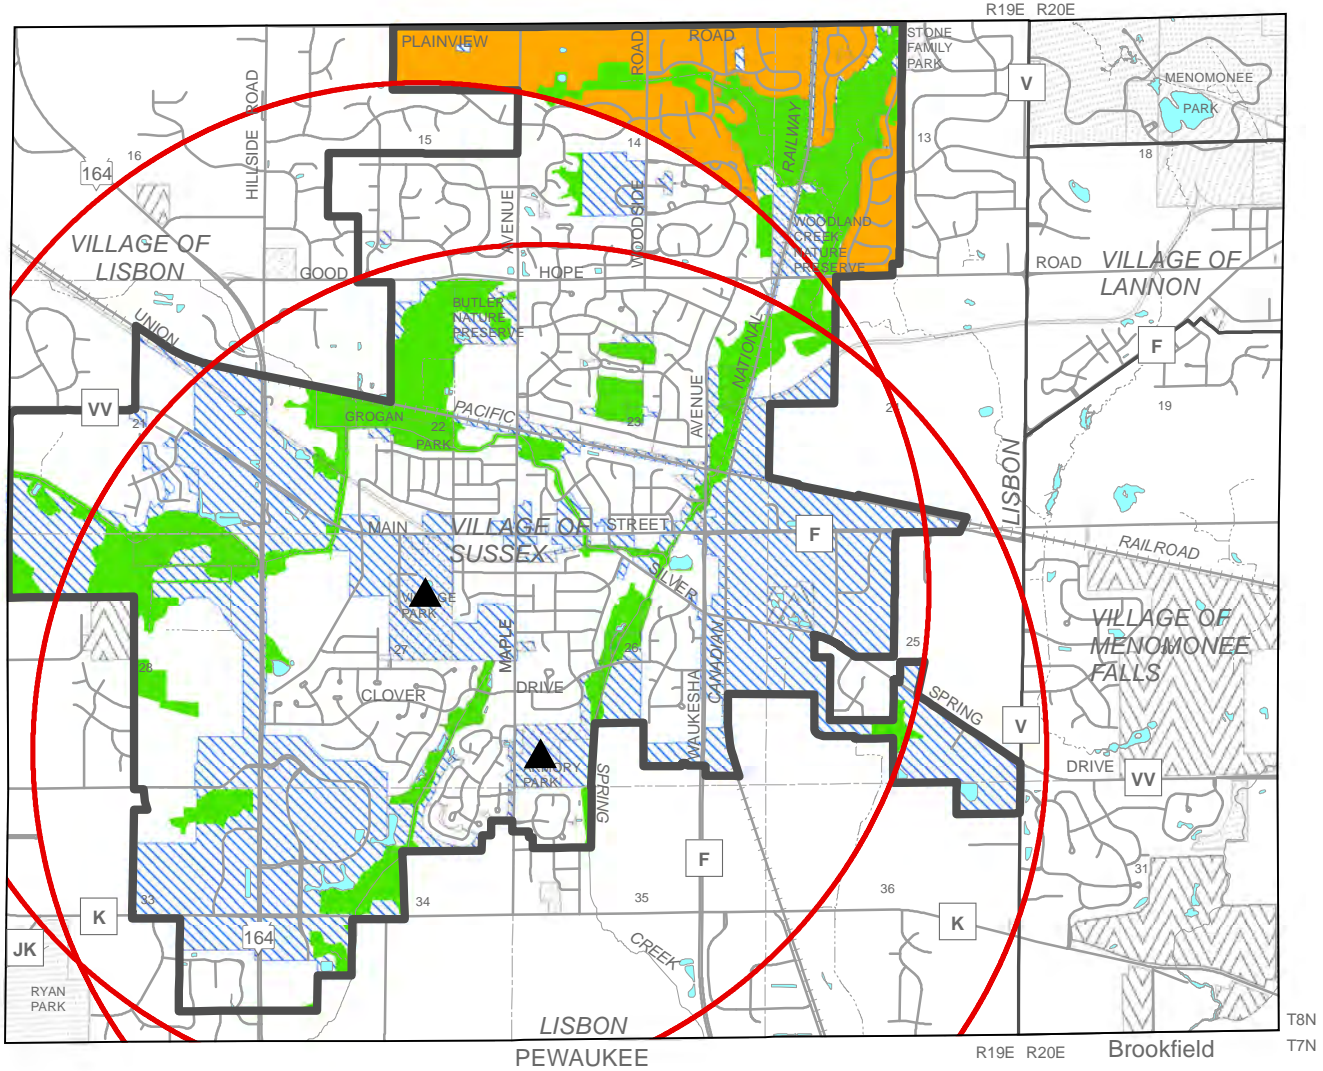 R19E R20E
PLAINVIEW
ROAD
ROAD
STONE
FAMILY
PARK
V
MENOMONEE
PARK
HILLSIDE ROAD
RAILWAY
16
15
14
13
18
164
AVENUE
WOODSIDE
VILLAGE OF
LISBON
WOODLAND
CREEK
NATURE
PRESERVE
GOOD
HOPE
ROAD
VILLAGE OF
LANNON
BUTLER
NATURE
PRESERVE
UNION
NATIONAL
F
VV
21
GROGAN
PARK
22
PACIFIC
23
AVENUE
2
19
LISBON
MAIN
VILLAGE OF
SUSSEX
STREET
F
RAILROAD
SILVER
VILLAGE
PARK
VILLAGE OF
MENOMONEE
FALLS
30
MAPLE
27
26
25
28
CLOVER
DRIVE
WAUKESHA
CANADIAN
SPRING
V
ARMORY
PARK
SPRING
DRIVE
VV
F
31
33
34
35
36
K
164
K
JK
CREEK
RYAN
PARK
LISBON
PEWAUKEE
R19E R20E
Brookfield
T8N
T7N